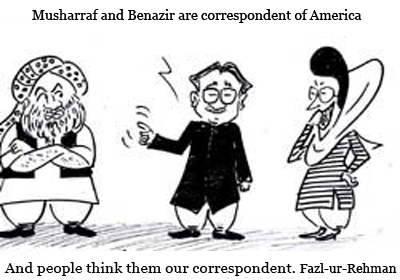 Musharraf and Benazir are correspondent of America
And people think them our correspondent. Fazl-ur-Rehman